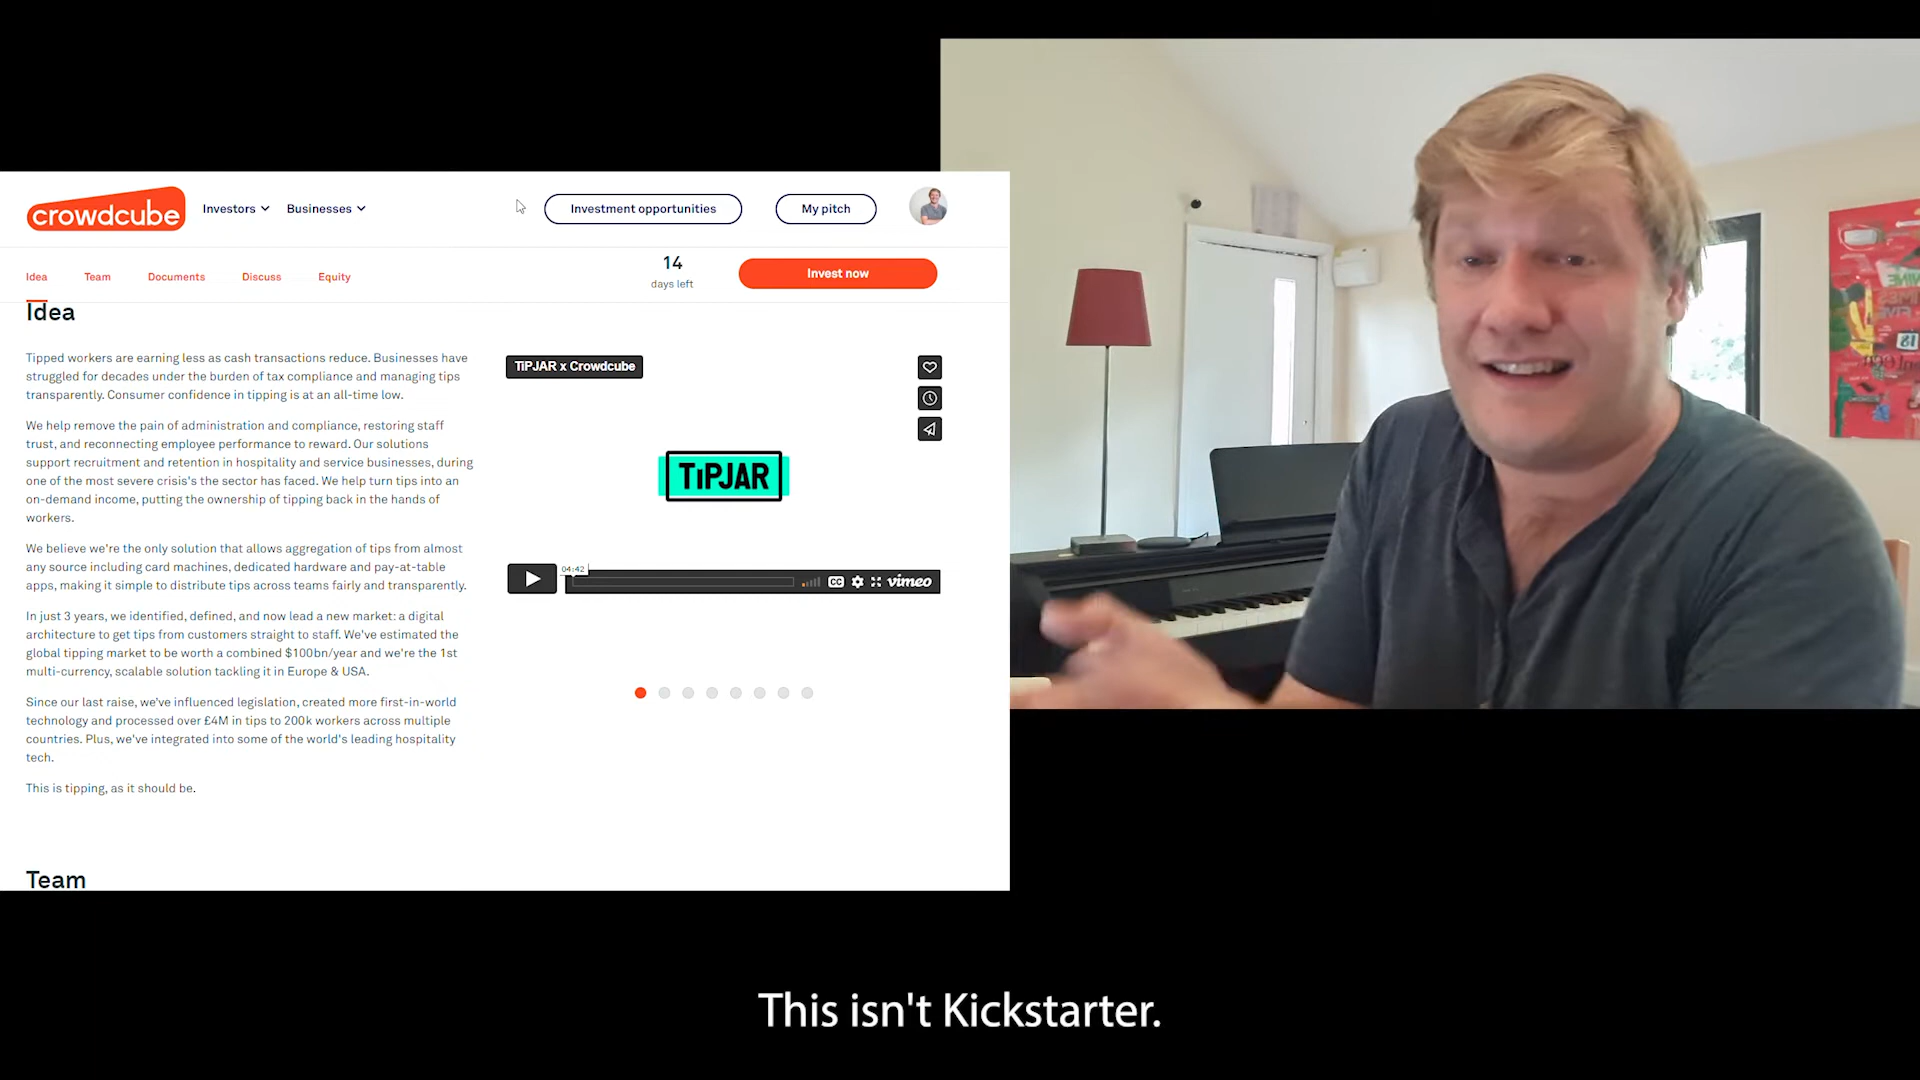 crowdcube
Investors
Businesses
Investment opportunities
My pitch
Idea
Team
Documents
Discuss
Equity
14
days left
Invest now
Idea
Tipped workers are earning less as cash transactions reduce. Businesses have
struggled for decades under the burden of tax compliance and managing tips
transparently. Consumer confidence in tipping is at an all-time low.
We help remove the pain of administration and compliance, restoring staff
trust, and reconnecting employee performance to reward. Our solutions
support recruitment and retention in hospitality and service businesses, during
one of the most severe crisis's the sector has faced. We help turn tips into an
on-demand income, putting the ownership of tipping back in the hands of
workers.
We believe we're the only solution that allows aggregation of tips from almost
any source including card machines, dedicated hardware and pay-at-table
apps, making it simple to distribute tips across teams fairly and transparently.
In just 3 years, we identified, defined, and now lead a new market: a digital
architecture to get tips from customers straight to staff. We've estimated the
global tipping market to be worth a combined $100bn/year and we're the 1st
multi-currency, scalable solution tackling it in Europe & USA.
Since our last raise, we've influenced legislation, created more first-in-world
technology and processed over £4M in tips to 200k workers across multiple
countries. Plus, we've integrated into some of the world's leading hospitality
tech.
This is tipping, as it should be.
TiPJAR x Crowdcube
TiPJAR
04:42
CC
vimeo
Team
This isn't Kickstarter.